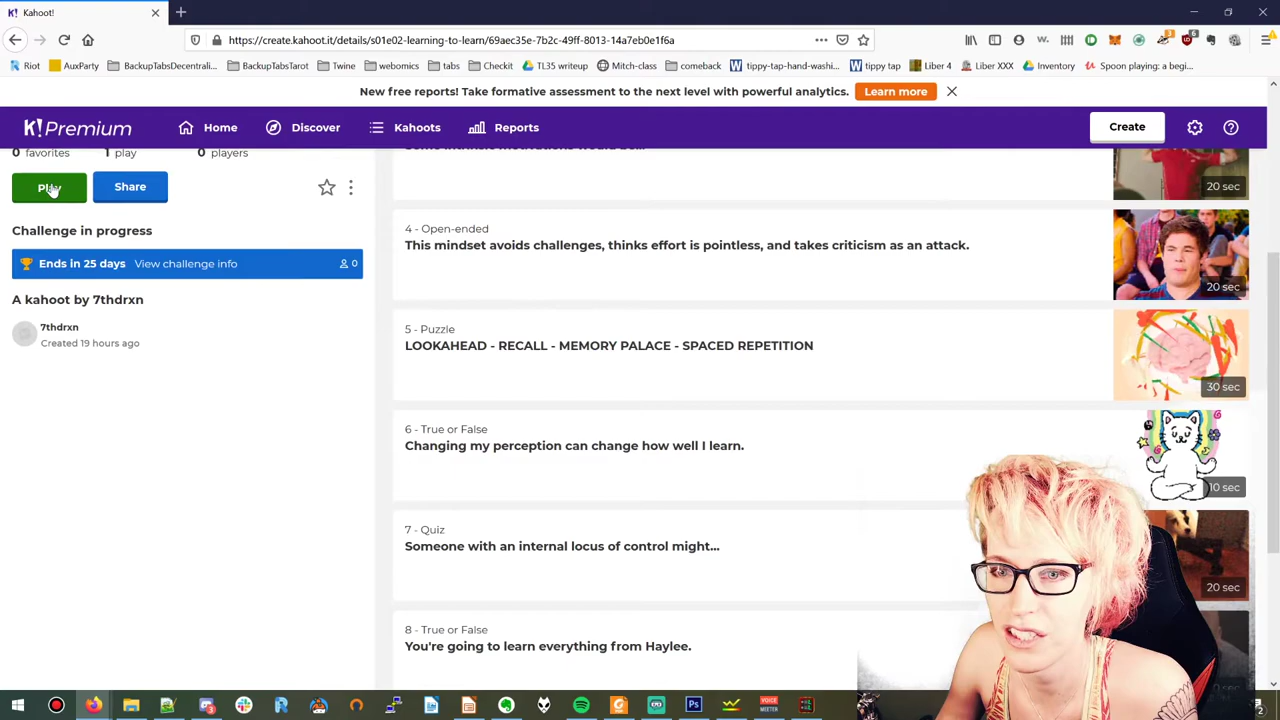 K! Kahoot!
https://create.kahoot.it/details/s01e02-learning-to-learn/69aec35e-7b2c-49ff-8013-14a7eb0e1f6a
Riot AuxParty BackupTabsDecentrali... BackupTabsTarot Twine webomics tabs Checkit TL35 writeup Mitch-class comeback tippy-tap-hand-washi... tippy tap Liber 4 Liber XXX Inventory Spoon playing: a begi...
New free reports! Take formative assessment to the next level with powerful analytics. Learn more
K! Premium Home Discover Kahoots Reports Create
0 favorites 1 play 0 players
Some intrinsic motivations would be...
20 sec
Play Share
4 - Open-ended
This mindset avoids challenges, thinks effort is pointless, and takes criticism as an attack.
20 sec
Challenge in progress
Ends in 25 days View challenge info 0
A kahoot by 7thdrxn
7thdrxn
Created 19 hours ago
5 - Puzzle
LOOKAHEAD - RECALL - MEMORY PALACE - SPACED REPETITION
30 sec
6 - True or False
Changing my perception can change how well I learn.
10 sec
7 - Quiz
Someone with an internal locus of control might...
20 sec
8 - True or False
You're going to learn everything from Haylee.